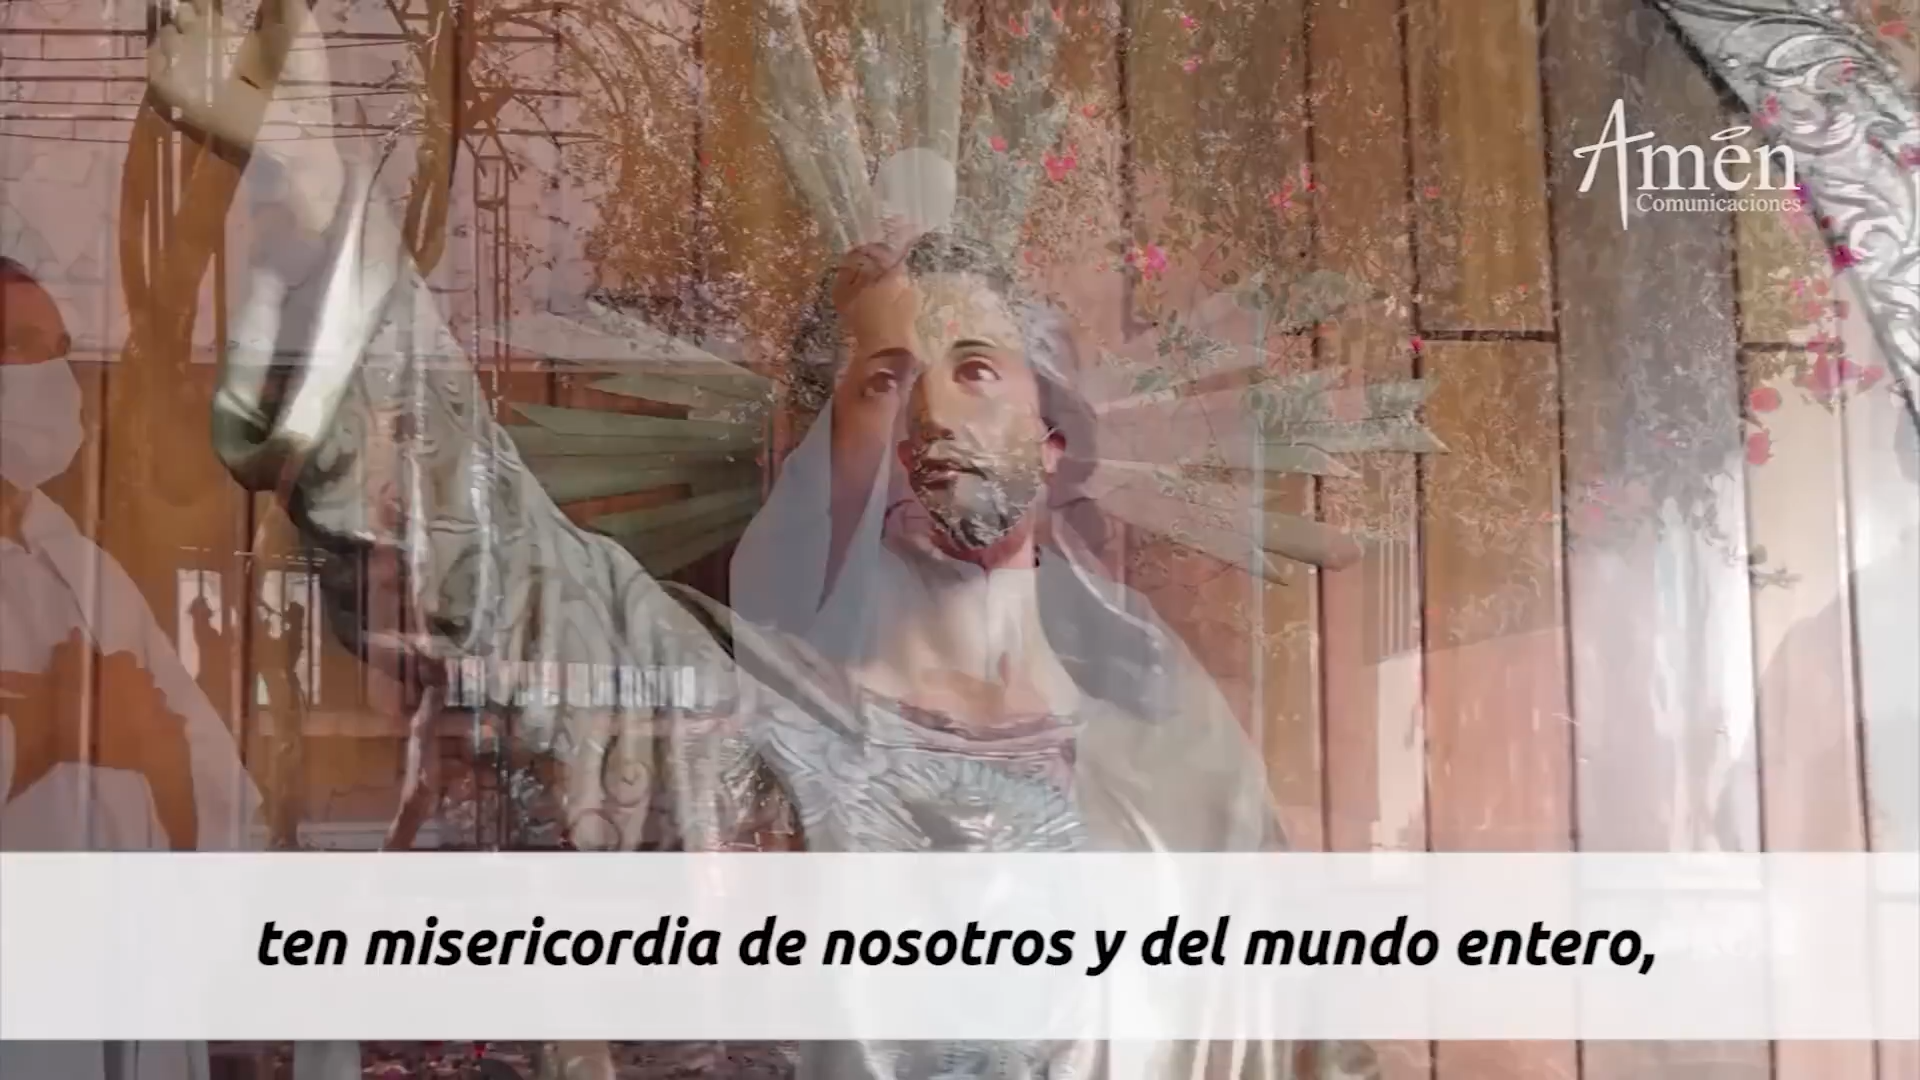 Amén
Comunicaciones
ten misericordia de nosotros y del mundo entero,